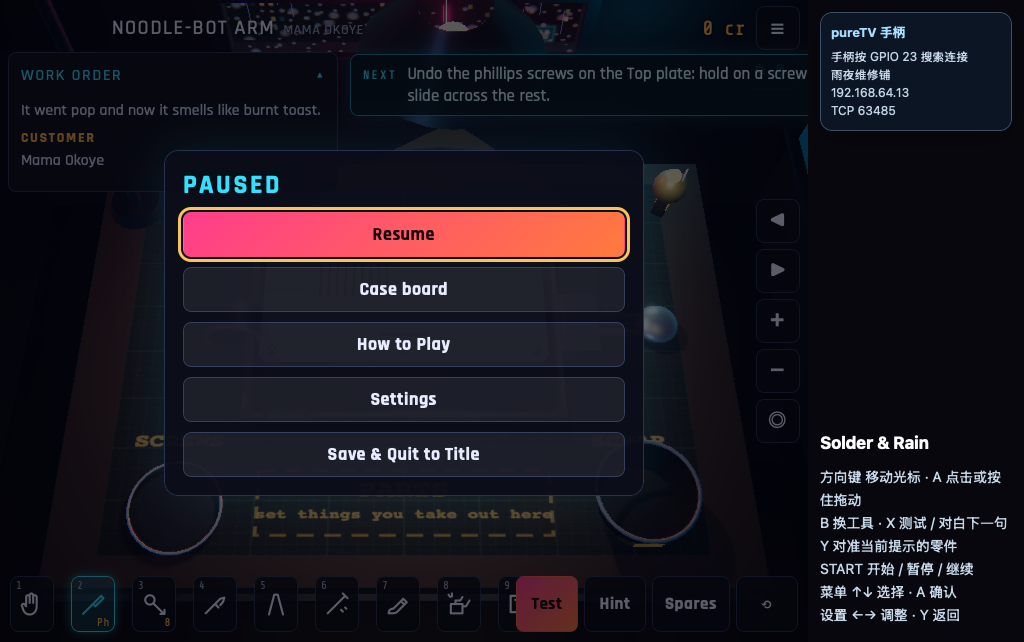 NOODLE-BOT ARM MAMA OKOYE
0 cr
WORK ORDER
It went pop and now it smells like burnt toast.
CUSTOMER
Mama Okoye
NEXT Undo the phillips screws on the Top plate: hold on a screw
slide across the rest.
PAUSED
Resume
Case board
How to Play
Settings
Save & Quit to Title
set things you take out here
1
2
Ph
3
8
4
5
6
7
8
9
Test
Hint
Spares
pureTV 手柄
手柄按 GPIO 23 搜索连接
雨夜维修铺
192.168.64.13
TCP 63485
Solder & Rain
方向键 移动光标 · A 点击或按
住拖动
B 换工具 · X 测试 / 对白下一句
Y 对准当前提示的零件
START 开始 / 暂停 / 继续
菜单 ↑↓ 选择 · A 确认
设置 ←→ 调整 · Y 返回